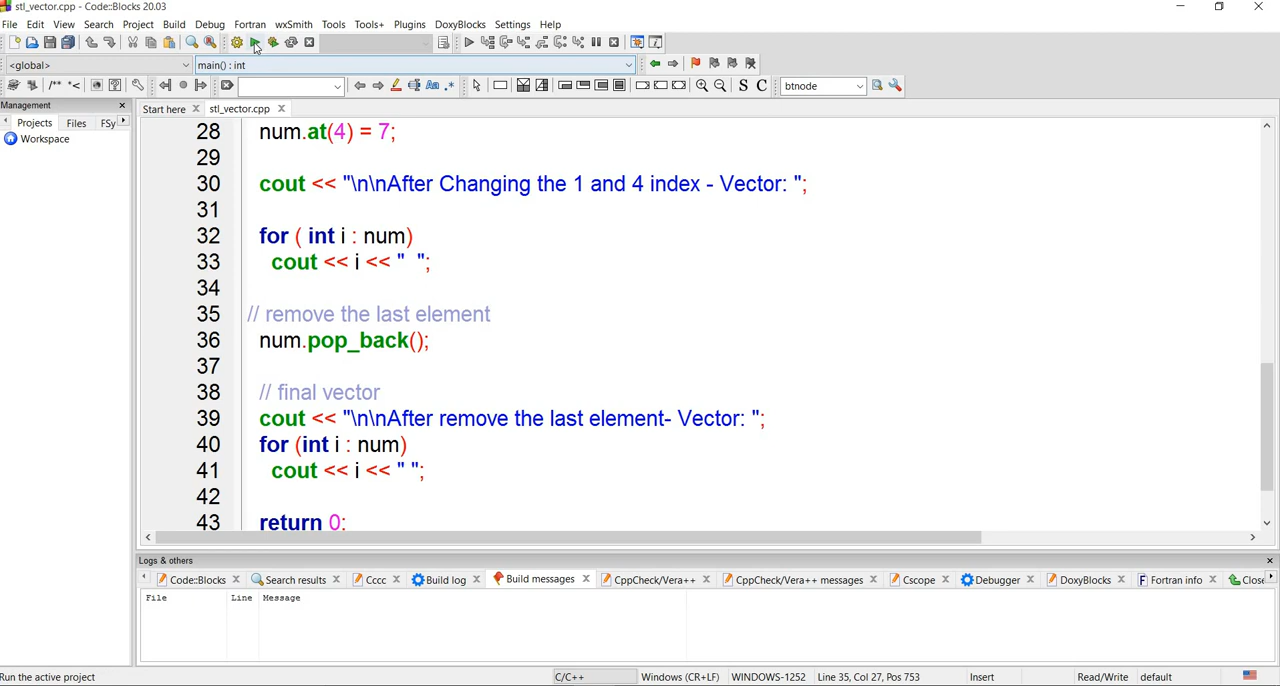 stl_vector.cpp - Code::Blocks 20.03
File Edit View Search Project Build Debug Fortran wxSmith Tools Tools+ Plugins DoxyBlocks Settings Help
<global> main() : int
/** *< Aa .* S C btnode
Management
Projects Files FSy
Workspace
Start here stl_vector.cpp
28 num.at(4) = 7;
29
30 cout << "\n\nAfter Changing the 1 and 4 index - Vector: ";
31
32 for ( int i : num)
33 cout << i << "  ";
34
35 // remove the last element
36 num.pop_back();
37
38 // final vector
39 cout << "\n\nAfter remove the last element- Vector: ";
40 for (int i : num)
41 cout << i << " ";
42
43 return 0;
Logs & others
Code::Blocks Search results Cccc Build log Build messages CppCheck/Vera++ CppCheck/Vera++ messages Cscope Debugger DoxyBlocks Fortran info Close
File Line Message
Run the active project C/C++ Windows (CR+LF) WINDOWS-1252 Line 35, Col 27, Pos 753 Insert Read/Write default